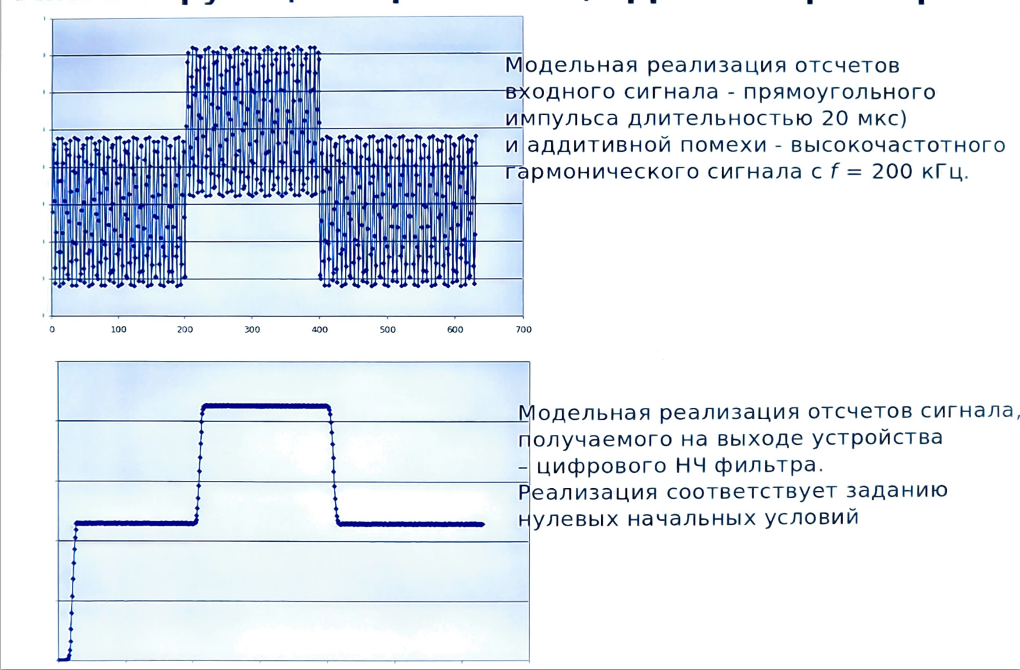 Модельная реализация отсчетов
входного сигнала - прямоугольного
импульса длительностью 20 мкс)
и аддитивной помехи - высокочастотного
гармонического сигнала с f = 200 кГц.
0 100 200 300 400 500 600 700
Модельная реализация отсчетов сигнала,
получаемого на выходе устройства
– цифрового НЧ фильтра.
Реализация соответствует заданию
нулевых начальных условий